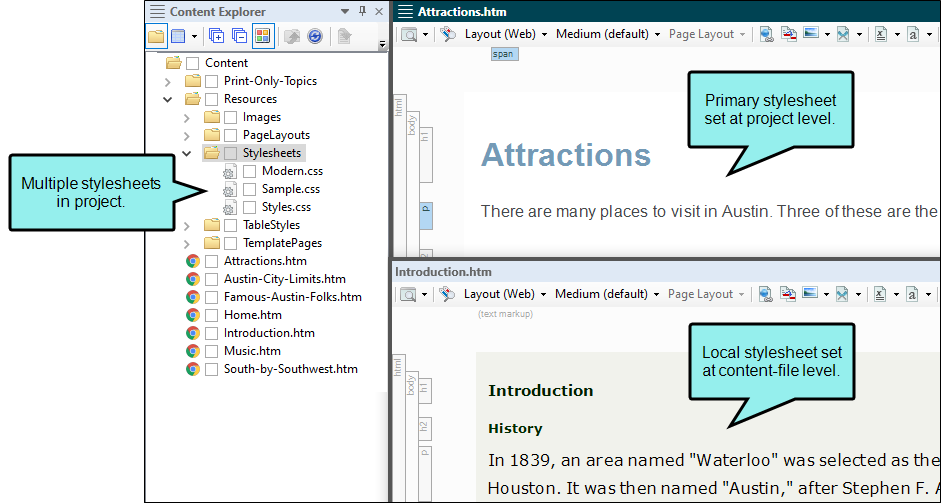 Content Explorer
Content
Print-Only-Topics
Resources
Images
PageLayouts
Stylesheets
Modern.css
Sample.css
Styles.css
TableStyles
TemplatePages
Attractions.htm
Austin-City-Limits.htm
Famous-Austin-Folks.htm
Home.htm
Introduction.htm
Music.htm
South-by-Southwest.htm
Multiple stylesheets
in project.
Attractions.htm
Layout (Web) Medium (default) Page Layout
span
html
body
h1
Attractions
p
There are many places to visit in Austin. Three of these are the
h2
Primary stylesheet
set at project level.
Introduction.htm
Layout (Web) Medium (default) Page Layout
(text markup)
html
body
h1
Introduction
h2
History
p
In 1839, an area named "Waterloo" was selected as the
Houston. It was then named "Austin," after Stephen F. A
Local stylesheet set
at content-file level.